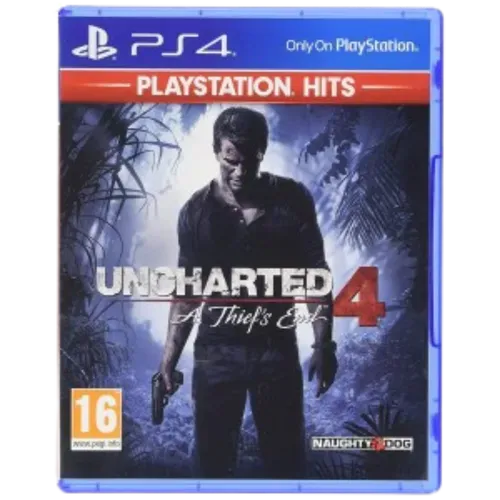 PS4
Only On PlayStation.
PLAYSTATION HITS
UNCHARTED 4
A Thief's End
16
www.pegi.info
NAUGHTY DOG